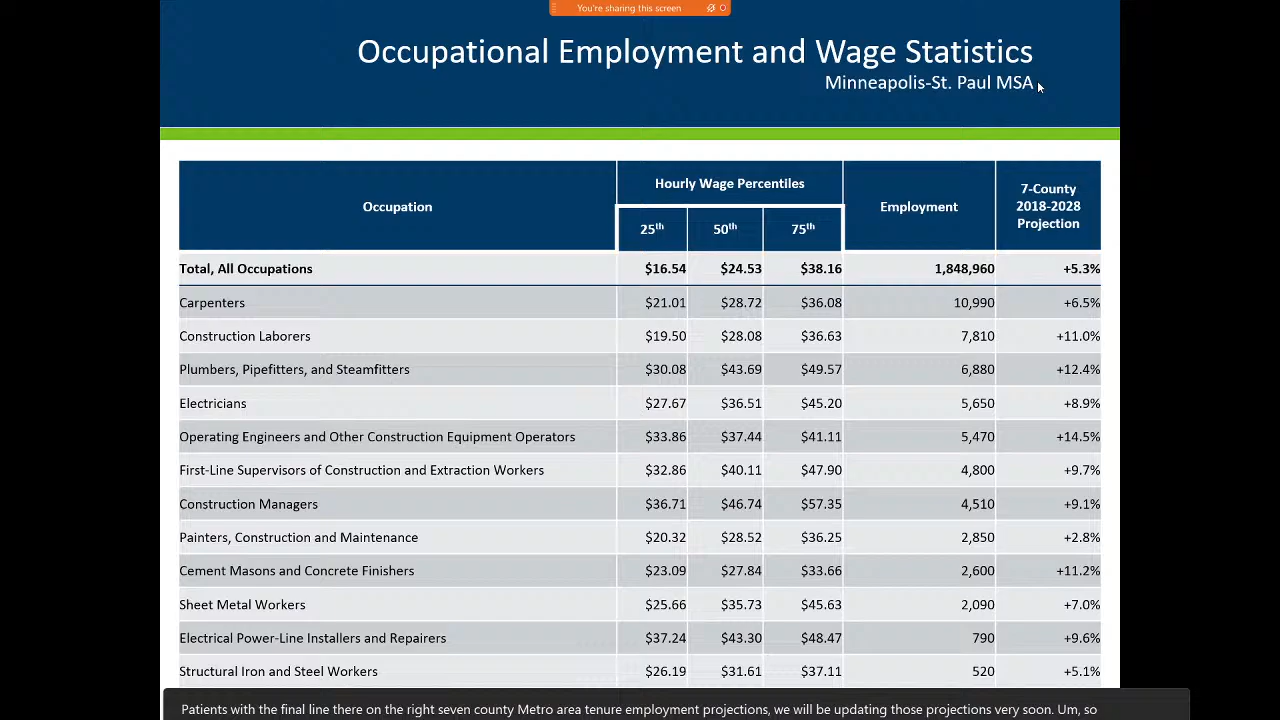 You're sharing this screen
Occupational Employment and Wage Statistics
Minneapolis-St. Paul MSA
Occupation Hourly Wage Percentiles Employment 7-County 2018-2028 Projection
25th 50th 75th
Total, All Occupations $16.54 $24.53 $38.16 1,848,960 +5.3%
Carpenters $21.01 $28.72 $36.08 10,990 +6.5%
Construction Laborers $19.50 $28.08 $36.63 7,810 +11.0%
Plumbers, Pipefitters, and Steamfitters $30.08 $43.69 $49.57 6,880 +12.4%
Electricians $27.67 $36.51 $45.20 5,650 +8.9%
Operating Engineers and Other Construction Equipment Operators $33.86 $37.44 $41.11 5,470 +14.5%
First-Line Supervisors of Construction and Extraction Workers $32.86 $40.11 $47.90 4,800 +9.7%
Construction Managers $36.71 $46.74 $57.35 4,510 +9.1%
Painters, Construction and Maintenance $20.32 $28.52 $36.25 2,850 +2.8%
Cement Masons and Concrete Finishers $23.09 $27.84 $33.66 2,600 +11.2%
Sheet Metal Workers $25.66 $35.73 $45.63 2,090 +7.0%
Electrical Power-Line Installers and Repairers $37.24 $43.30 $48.47 790 +9.6%
Structural Iron and Steel Workers $26.19 $31.61 $37.11 520 +5.1%
Patients with the final line there on the right seven county Metro area tenure employment projections, we will be updating those projections very soon. Um, so